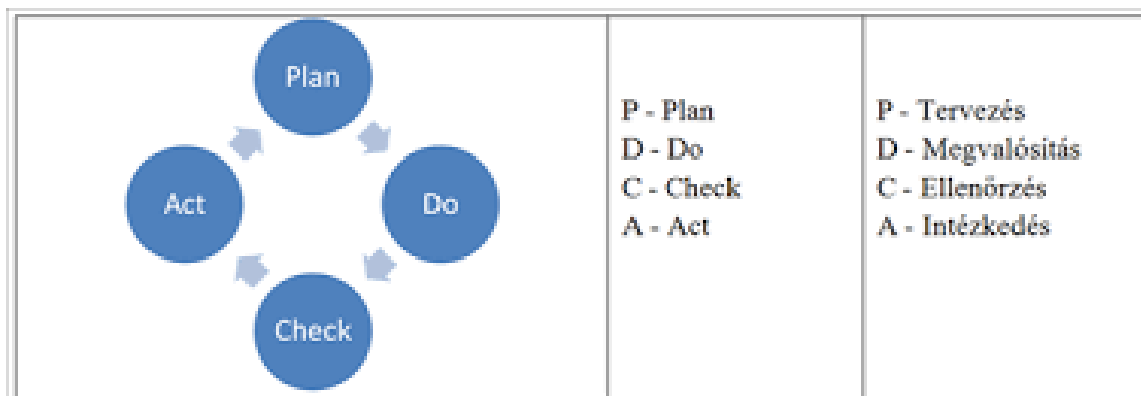 Plan
Do
Check
Act
P - Plan
D - Do
C - Check
A - Act
P - Tervezés
D - Megvalósítás
C - Ellenőrzés
A - Intézkedés